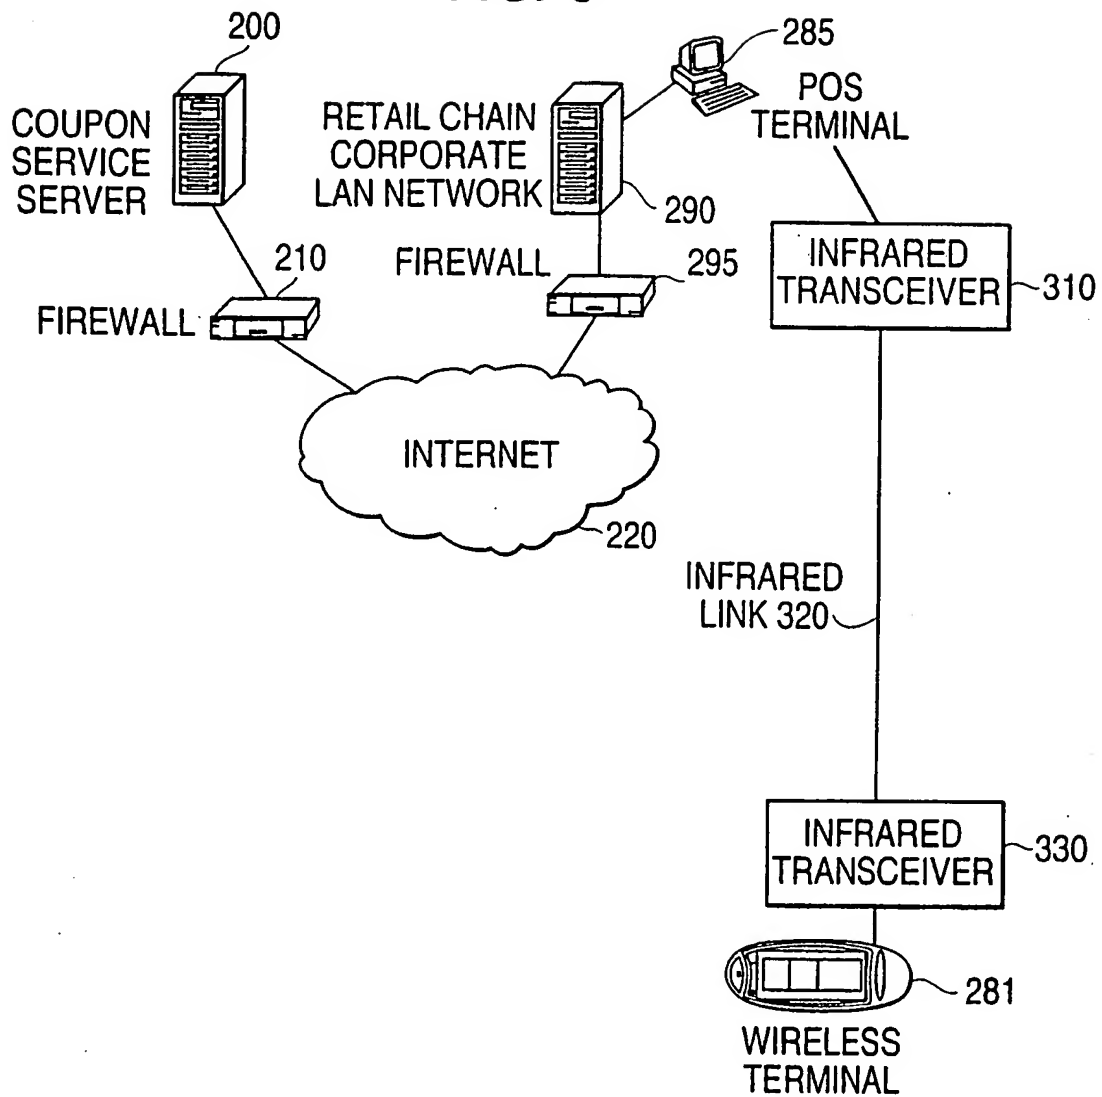 200
285
COUPON
SERVICE
SERVER
RETAIL CHAIN
CORPORATE
LAN NETWORK
POS
TERMINAL
290
210
FIREWALL
FIREWALL
295
INFRARED
TRANSCEIVER
310
INTERNET
220
INFRARED
LINK 320
INFRARED
TRANSCEIVER
330
281
WIRELESS
TERMINAL